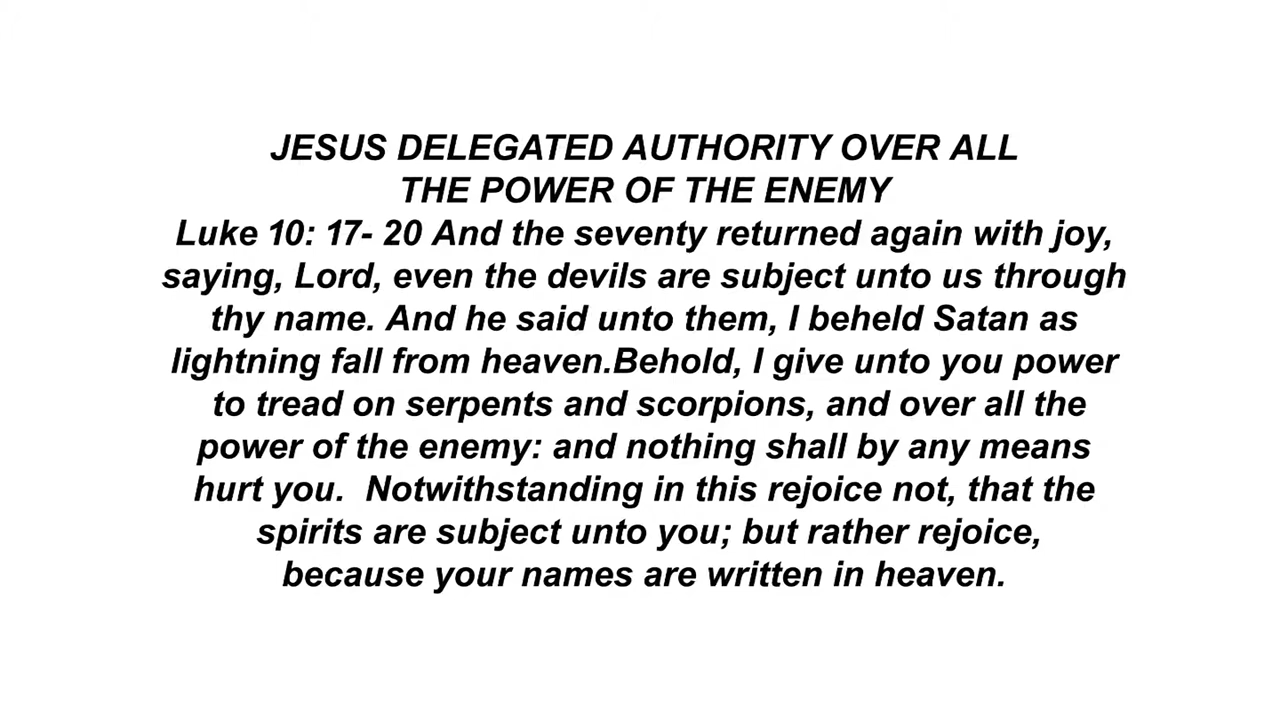 JESUS DELEGATED AUTHORITY OVER ALL
THE POWER OF THE ENEMY
Luke 10: 17- 20 And the seventy returned again with joy,
saying, Lord, even the devils are subject unto us through
thy name. And he said unto them, I beheld Satan as
lightning fall from heaven.Behold, I give unto you power
to tread on serpents and scorpions, and over all the
power of the enemy: and nothing shall by any means
hurt you.  Notwithstanding in this rejoice not, that the
spirits are subject unto you; but rather rejoice,
because your names are written in heaven.